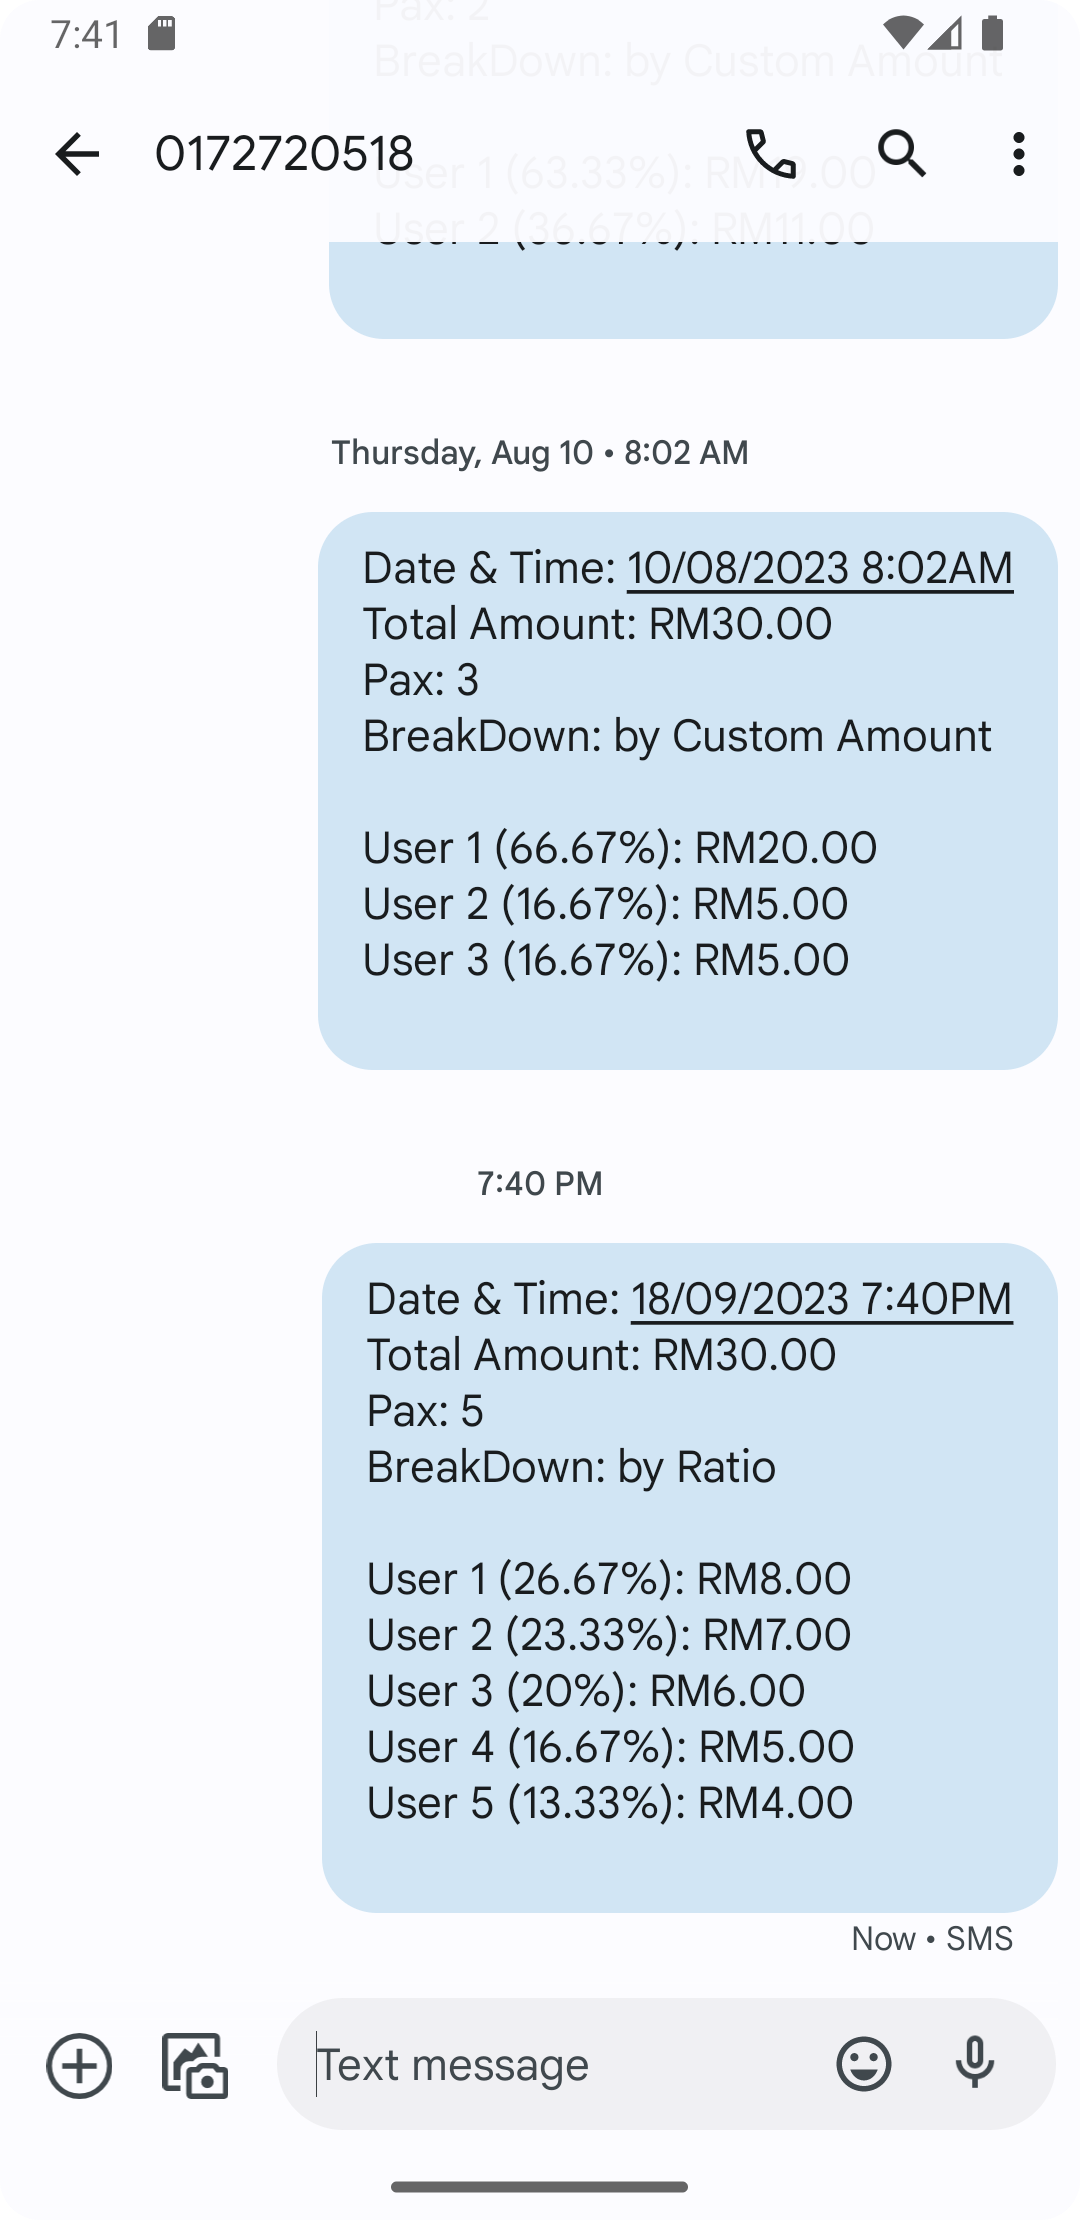 Pax: 2
7:41
BreakDown: by Custom Amount
0172720518
User 1 (63.33%): RM19.00
User 2 (36.67%): RM11.00
Thursday, Aug 10 • 8:02 AM
Date & Time: 10/08/2023 8:02AM
Total Amount: RM30.00
Pax: 3
BreakDown: by Custom Amount
User 1 (66.67%): RM20.00
User 2 (16.67%): RM5.00
User 3 (16.67%): RM5.00
7:40 PM
Date & Time: 18/09/2023 7:40PM
Total Amount: RM30.00
Pax: 5
BreakDown: by Ratio
User 1 (26.67%): RM8.00
User 2 (23.33%): RM7.00
User 3 (20%): RM6.00
User 4 (16.67%): RM5.00
User 5 (13.33%): RM4.00
Now • SMS
Text message